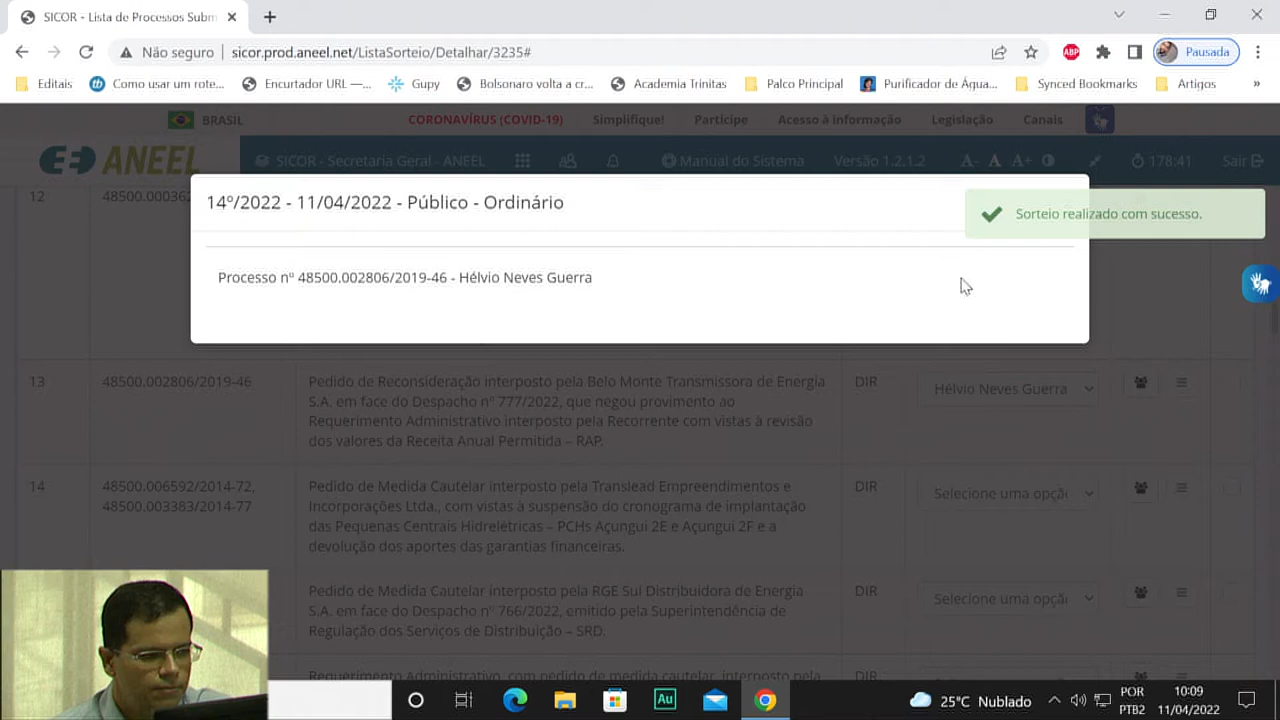 SICOR - Lista de Processos Subm
Não seguro
sicor.prod.aneel.net/ListaSorteio/Detalhar/3235#
ABP
Pausada
Editais
Como usar um rote...
Encurtador URL —...
Gupy
Bolsonaro volta a cr...
Academia Trinitas
Palco Principal
Purificador de Água...
Synced Bookmarks
Artigos
»
BRASIL
CORONAVÍRUS (COVID-19)
Simplifique!
Participe
Acesso à informação
Legislação
Canais
ANEEL
SICOR - Secretaria Geral - ANEEL
Manual do Sistema
Versão 1.2,1.2
A-
A
A+
178:41
Sair
12
48500.000362
14º/2022 - 11/04/2022 - Público - Ordinário
Sorteio realizado com sucesso.
Processo nº 48500.002806/2019-46 - Hélvio Neves Guerra
13
48500.002806/2019-46
Pedido de Reconsideração interposto pela Belo Monte Transmissora de Energia
S.A. em face do Despacho nº 777/2022, que negou provimento ao
Requerimento Administrativo interposto pela Recorrente com vistas à revisão
dos valores da Receita Anual Permitida – RAP.
DIR
Hélvio Neves Guerra
14
48500.006592/2014-72,
48500.003383/2014-77
Pedido de Medida Cautelar interposto pela Translead Empreendimentos e
Incorporações Ltda., com vistas à suspensão do cronograma de implantação
das Pequenas Centrais Hidrelétricas – PCHs Açungui 2E e Açungui 2F e a
devolução dos aportes das garantias financeiras.
DIR
Selecione uma opçã
Pedido de Medida Cautelar interposto pela RGE Sul Distribuidora de Energia
S.A. em face do Despacho nº 766/2022, emitido pela Superintendência de
Regulação dos Serviços de Distribuição – SRD.
DIR
Selecione uma opçã
Requerimento Administrativo, com pedido de medida cautelar, interposto pela
DIR
Au
25°C Nublado
POR
PTB2
10:09
11/04/2022